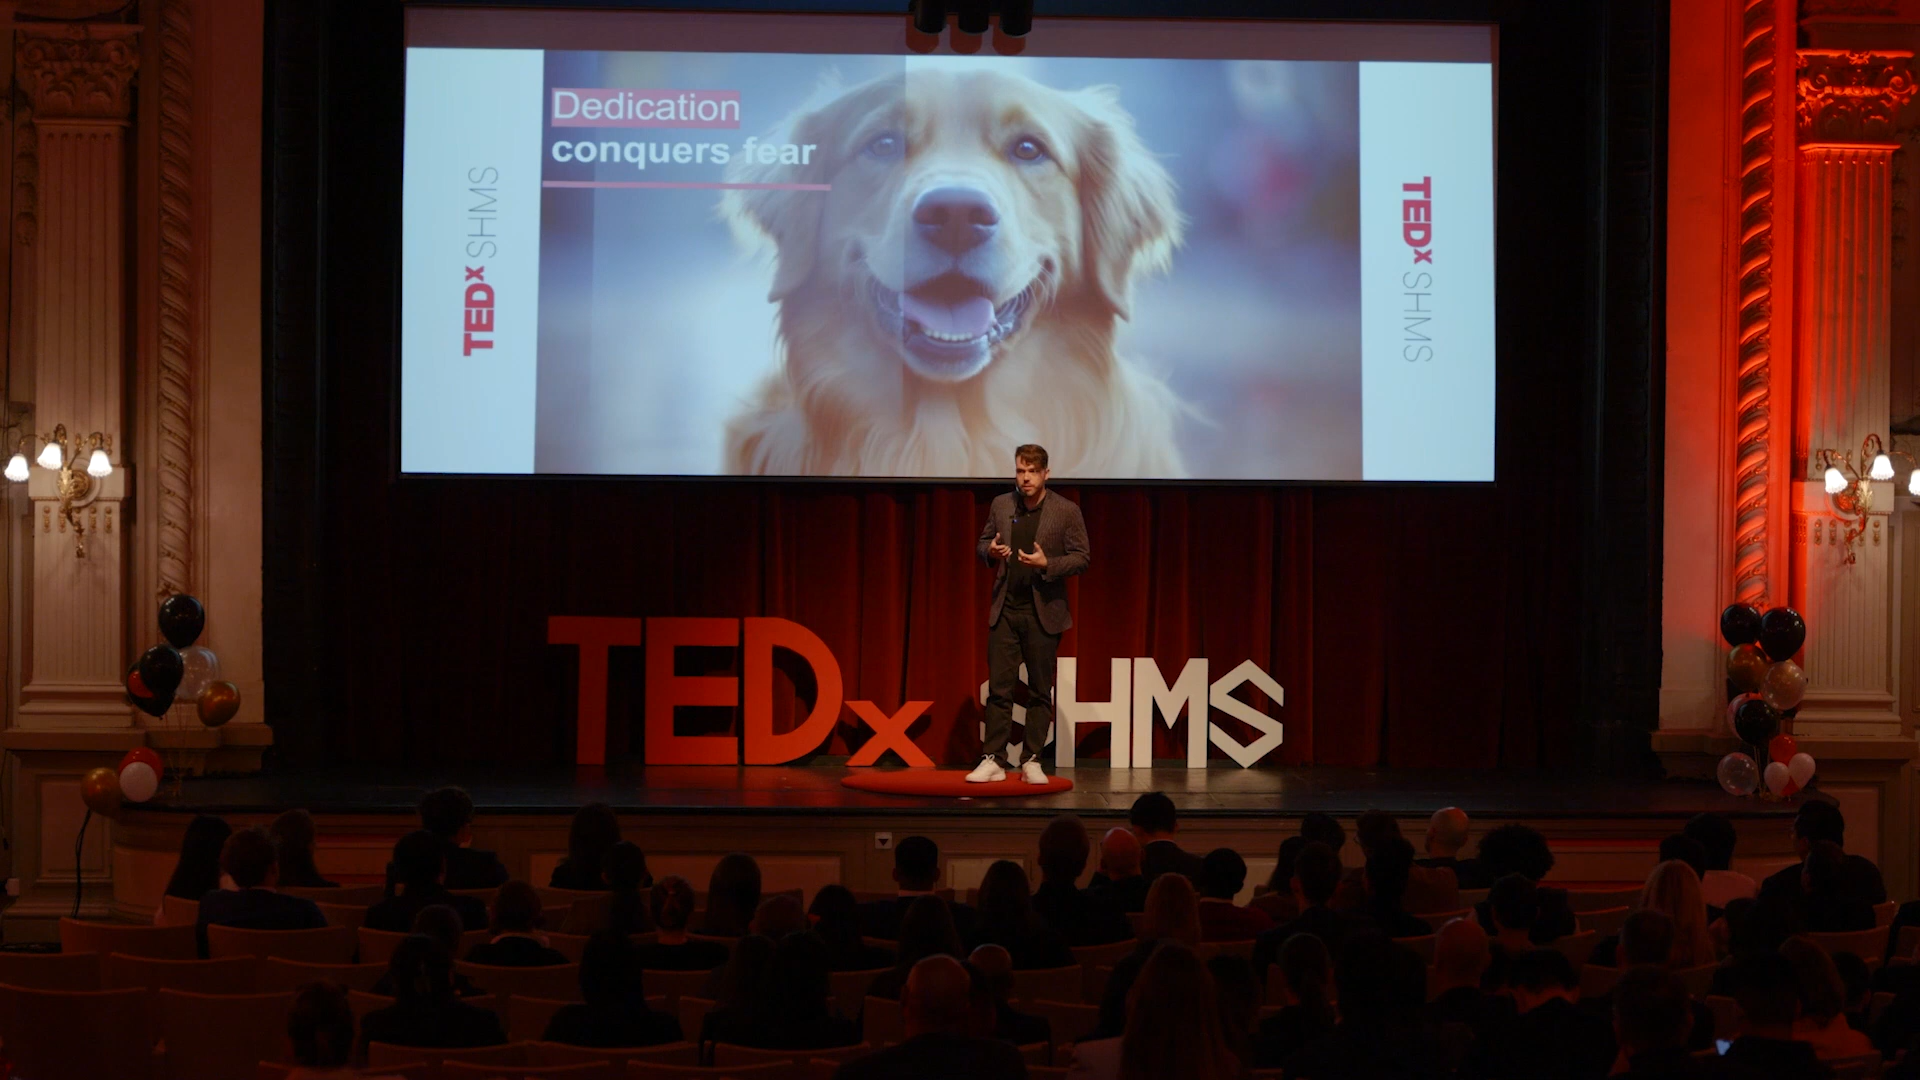 Dedication
conquers fear
TEDx SHMS
TEDx SHMS
TEDx SHMS